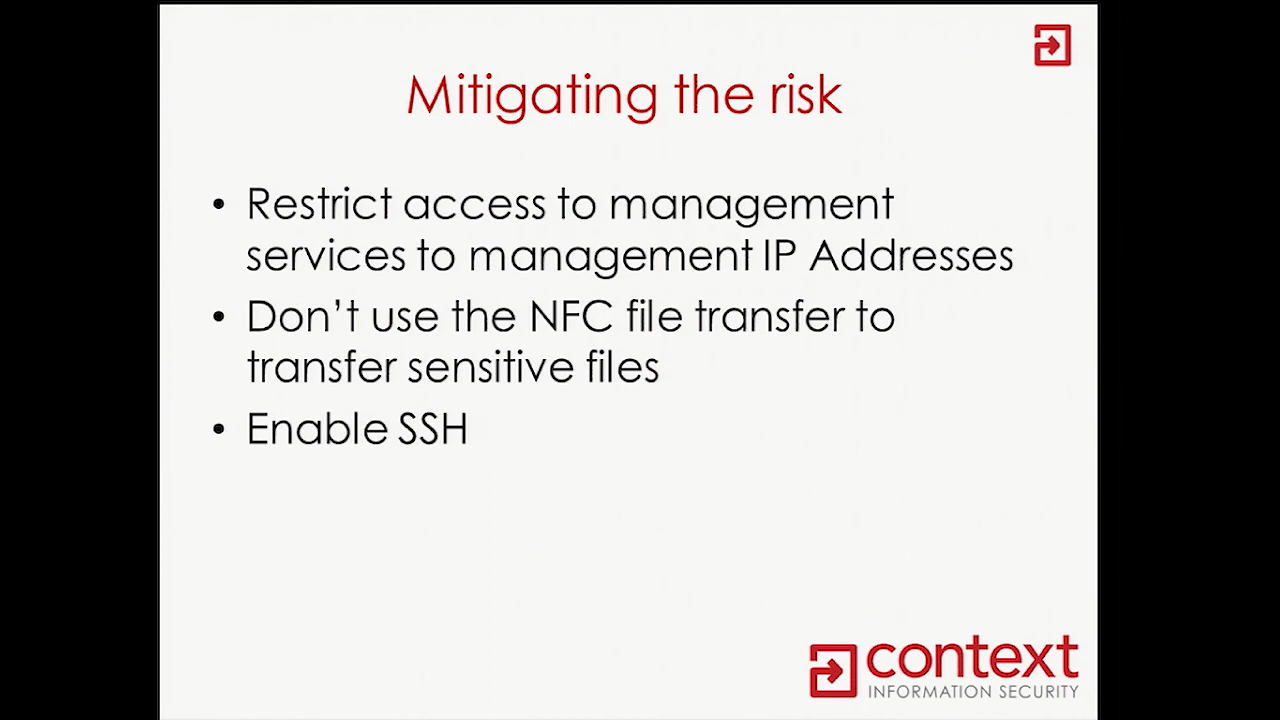 Mitigating the risk
• Restrict access to management
services to management IP Addresses
• Don't use the NFC file transfer to
transfer sensitive files
• Enable SSH
context
INFORMATION SECURITY